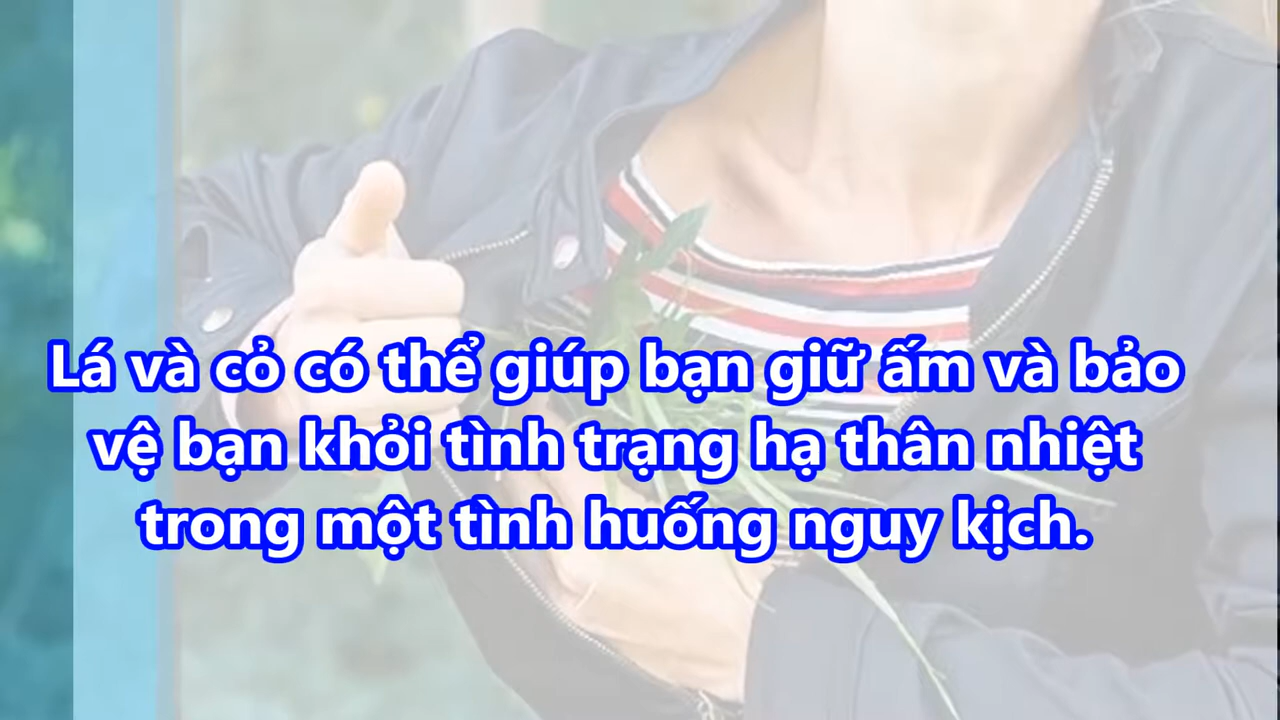 Lá và cỏ có thể giúp bạn giữ ấm và bảo
vệ bạn khỏi tình trạng hạ thân nhiệt
trong một tình huống nguy kịch.